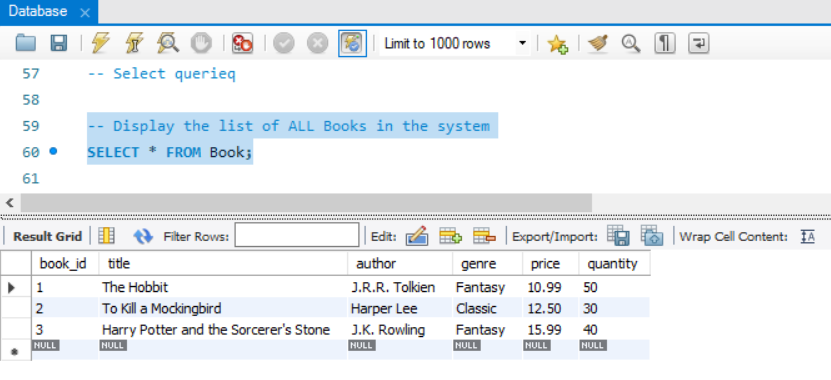 Database
Limit to 1000 rows
57 -- Select querieq
58
59 -- Display the list of ALL Books in the system
60 SELECT * FROM Book;
61
Result Grid Filter Rows: Edit: Export/Import: Wrap Cell Content:
book_id title author genre price quantity
1 The Hobbit J.R.R. Tolkien Fantasy 10.99 50
2 To Kill a Mockingbird Harper Lee Classic 12.50 30
3 Harry Potter and the Sorcerer's Stone J.K. Rowling Fantasy 15.99 40
NULL NULL NULL NULL NULL NULL